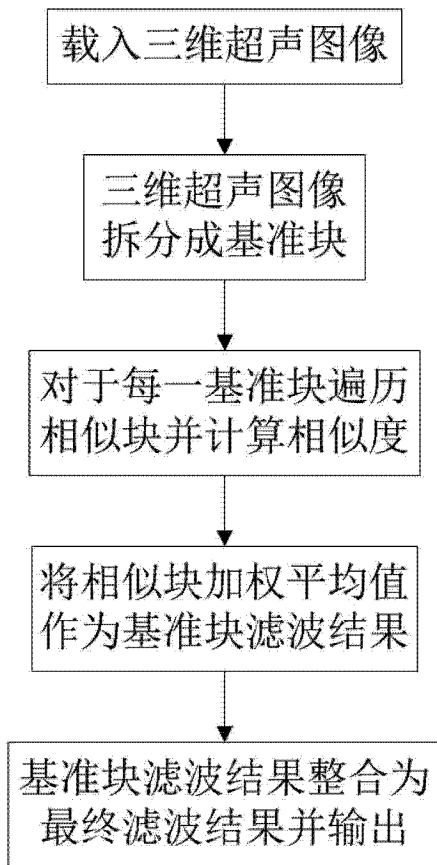 载入三维超声图像
三维超声图像
拆分成基准块
对于每一基准块遍历
相似块并计算相似度
将相似块加权平均值
作为基准块滤波结果
基准块滤波结果整合为
最终滤波结果并输出